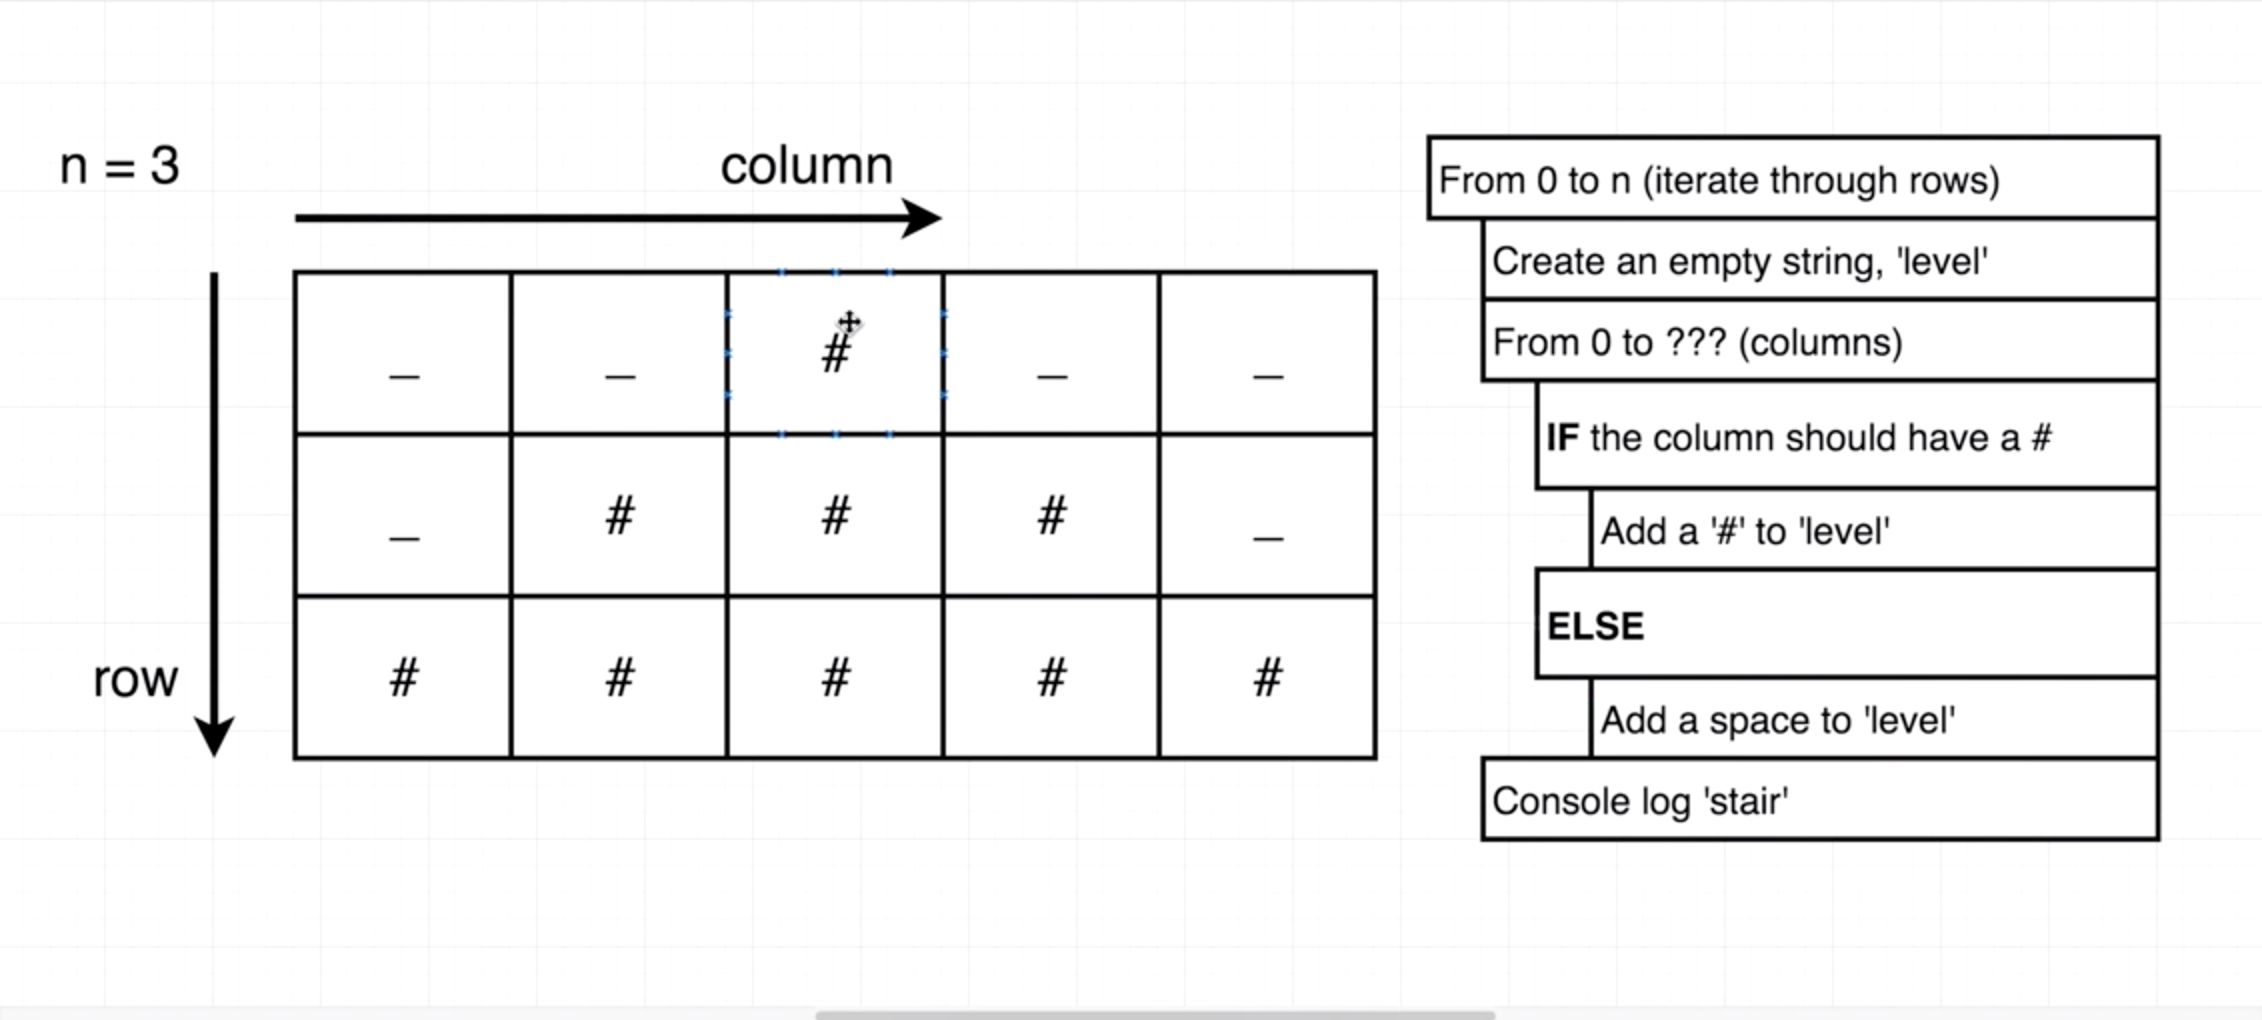 n = 3
column
row
_ _ # _ _
_ # # # _
# # # # #
From 0 to n (iterate through rows)
Create an empty string, 'level'
From 0 to ??? (columns)
IF the column should have a #
Add a '#' to 'level'
ELSE
Add a space to 'level'
Console log 'stair'